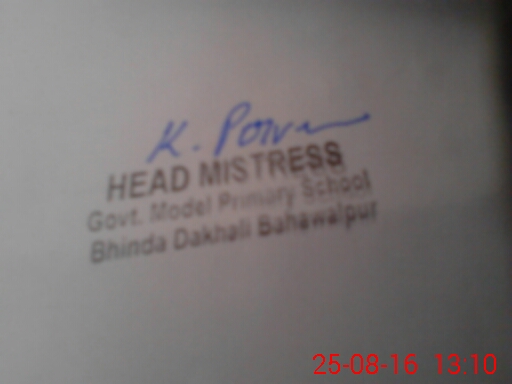 K.
HEAD MISTRESS
Govt. Model Primary School
Bhinda Dakhali Bahawalpur
25-08-16 13:10